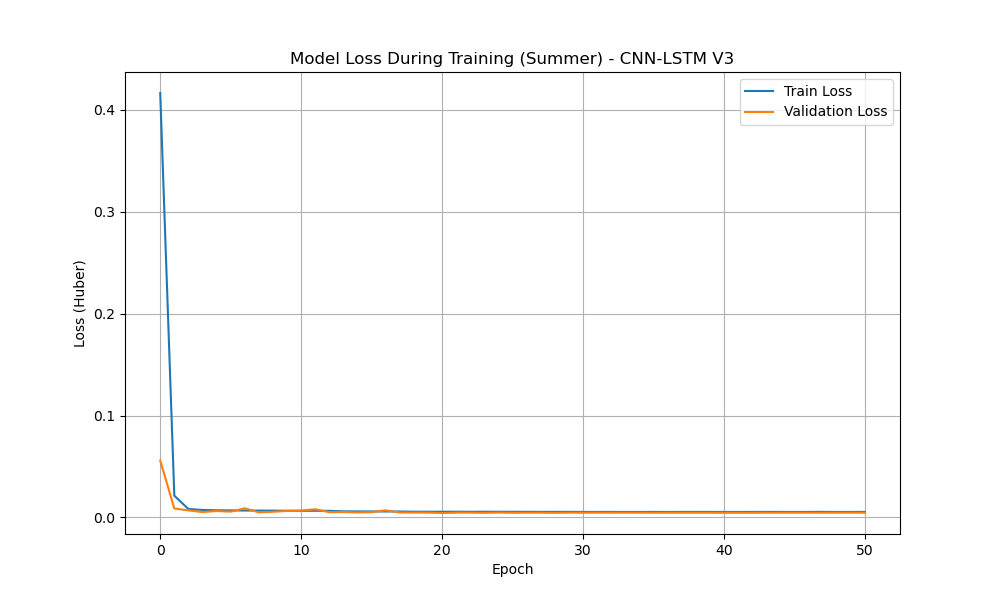 Model Loss During Training (Summer) - CNN-LSTM V3
Train Loss
Validation Loss
0.4
0.3
0.2
0.1
0.0
Loss (Huber)
0
10
20
30
40
50
Epoch